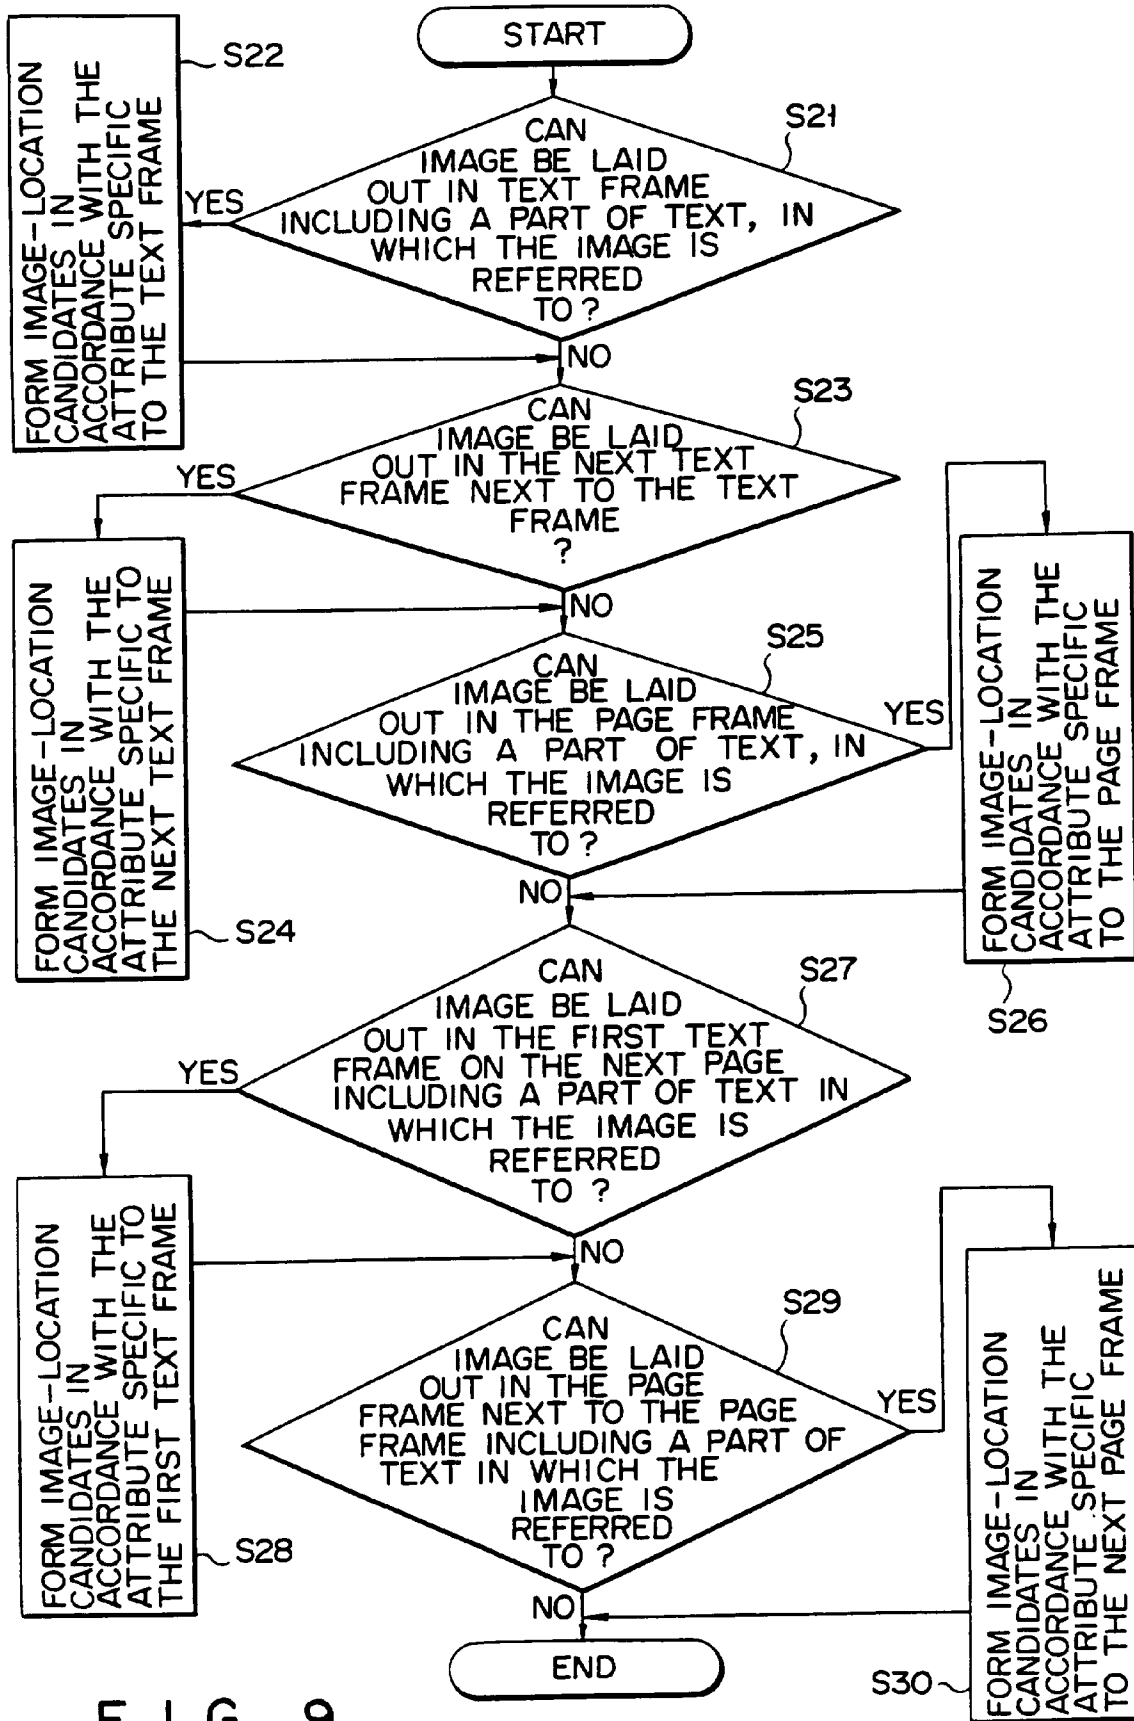 START
S22
FORM IMAGE-LOCATION
CANDIDATES IN
ACCORDANCE WITH THE
ATTRIBUTE SPECIFIC
TO THE TEXT FRAME
S21
CAN
IMAGE BE LAID
OUT IN TEXT FRAME
INCLUDING A PART OF TEXT, IN
WHICH THE IMAGE IS
REFERRED
TO ?
YES
NO
S23
CAN
IMAGE BE LAID
OUT IN THE NEXT TEXT
FRAME NEXT TO THE TEXT
FRAME
?
YES
NO
FORM IMAGE-LOCATION
CANDIDATES IN
ACCORDANCE WITH THE
ATTRIBUTE SPECIFIC TO
THE NEXT TEXT FRAME
S24
S25
CAN
IMAGE BE LAID
OUT IN THE PAGE FRAME
INCLUDING A PART OF TEXT, IN
WHICH THE IMAGE IS
REFERRED
TO ?
YES
NO
FORM IMAGE-LOCATION
CANDIDATES IN
ACCORDANCE WITH THE
ATTRIBUTE SPECIFIC
TO THE PAGE FRAME
S26
S27
CAN
IMAGE BE LAID
OUT IN THE FIRST TEXT
FRAME ON THE NEXT PAGE
INCLUDING A PART OF TEXT IN
WHICH THE IMAGE IS
REFERRED
TO ?
YES
NO
FORM IMAGE-LOCATION
CANDIDATES IN
ACCORDANCE WITH THE
ATTRIBUTE SPECIFIC TO
THE FIRST TEXT FRAME
S28
S29
CAN
IMAGE BE LAID
OUT IN THE PAGE
FRAME NEXT TO THE PAGE
FRAME INCLUDING A PART OF
TEXT IN WHICH THE
IMAGE IS
REFERRED
TO ?
YES
NO
FORM IMAGE-LOCATION
CANDIDATES IN
ACCORDANCE WITH THE
ATTRIBUTE SPECIFIC
TO THE NEXT PAGE FRAME
S30
END
FIG. 9